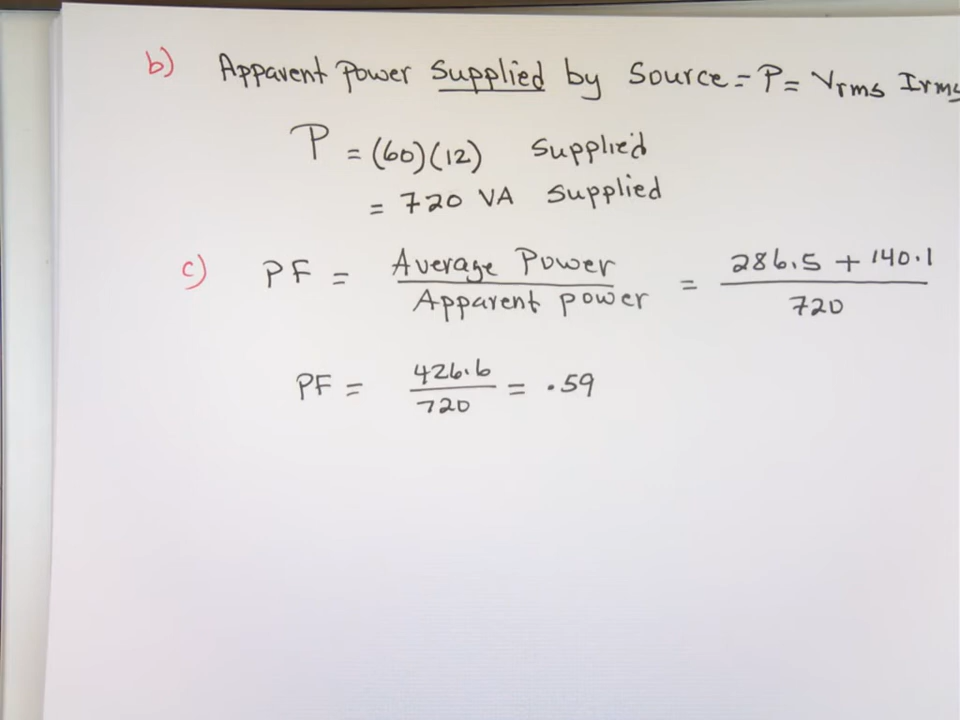 b) Apparent Power Supplied by Source = P = Vrms Irms
P = (60)(12) Supplied
= 720 VA Supplied
c) PF = Average Power / Apparent power = 286.5 + 140.1 / 720
PF = 426.6 / 720 = .59